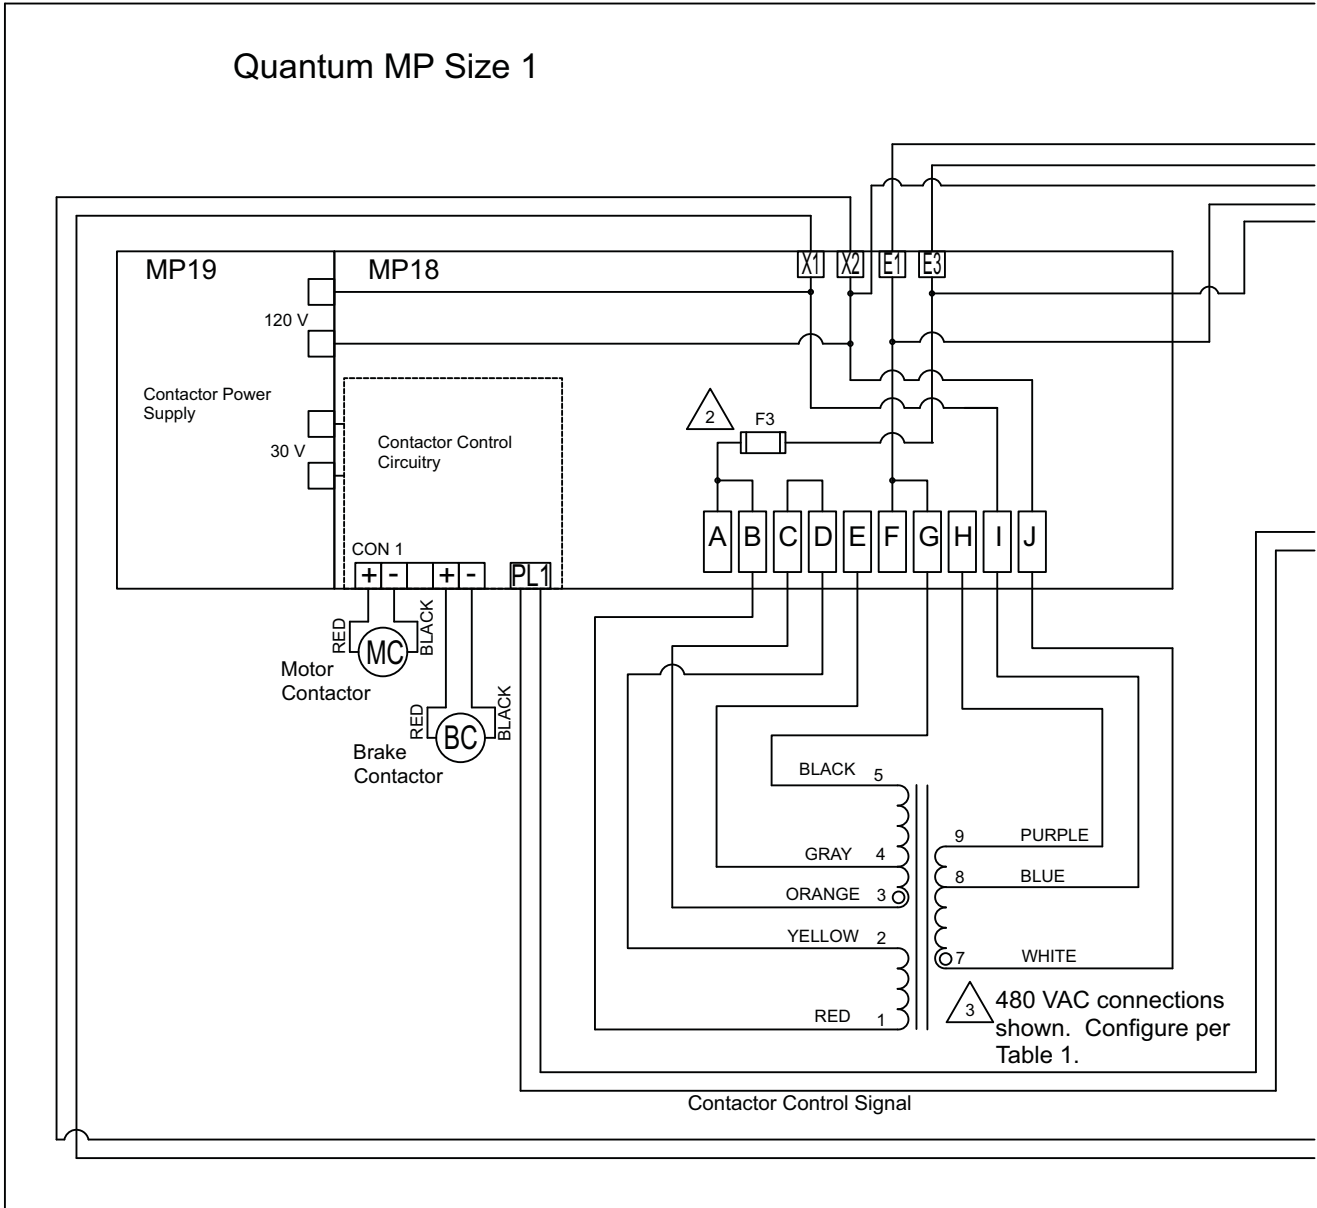 Quantum MP Size 1
MP19
MP18
X1 X2 E1 E3
120 V
Contactor Power
Supply
30 V
Contactor Control
Circuitry
2
F3
A B C D E F G H I J
CON 1
+ - + -
PL1
RED
MC
BLACK
Motor
Contactor
RED
BC
BLACK
Brake
Contactor
BLACK 5
GRAY 4
ORANGE 3
YELLOW 2
RED 1
9 PURPLE
8 BLUE
7 WHITE
3
480 VAC connections
shown. Configure per
Table 1.
Contactor Control Signal